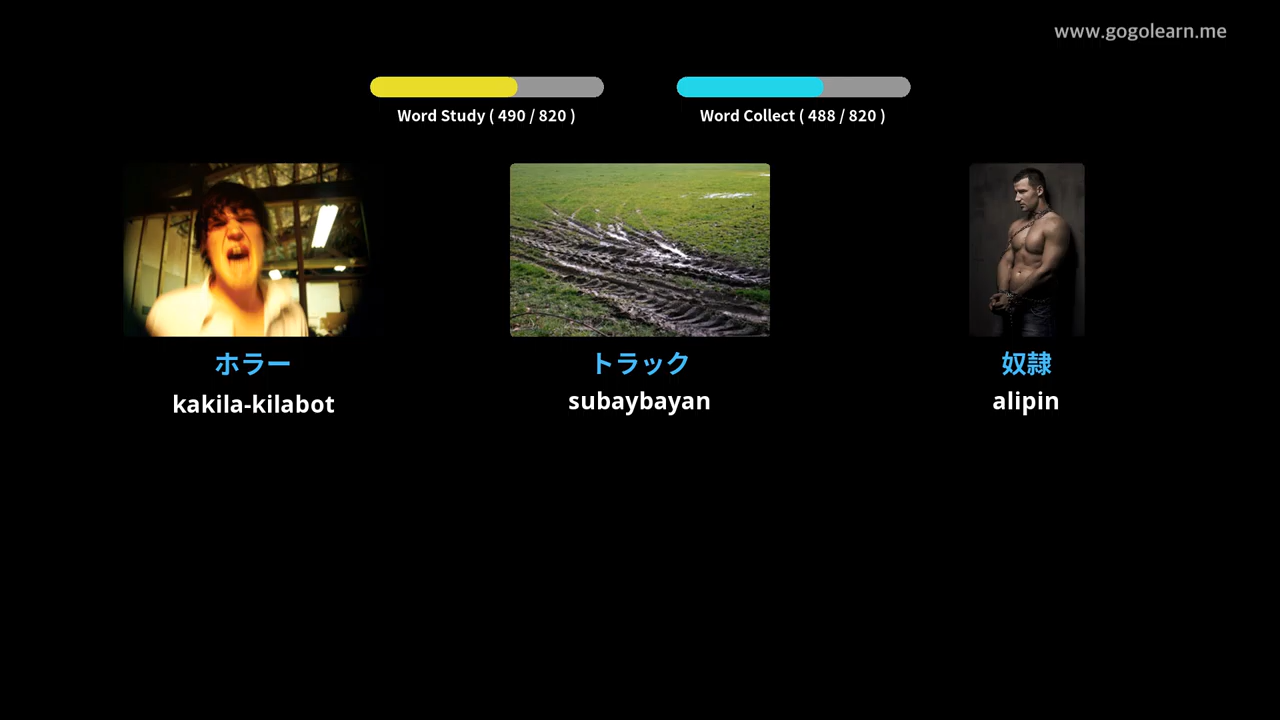 www.gogolearn.me
Word Study ( 490 / 820 )
Word Collect ( 488 / 820 )
ホラー
kakila-kilabot
トラック
subaybayan
奴隷
alipin